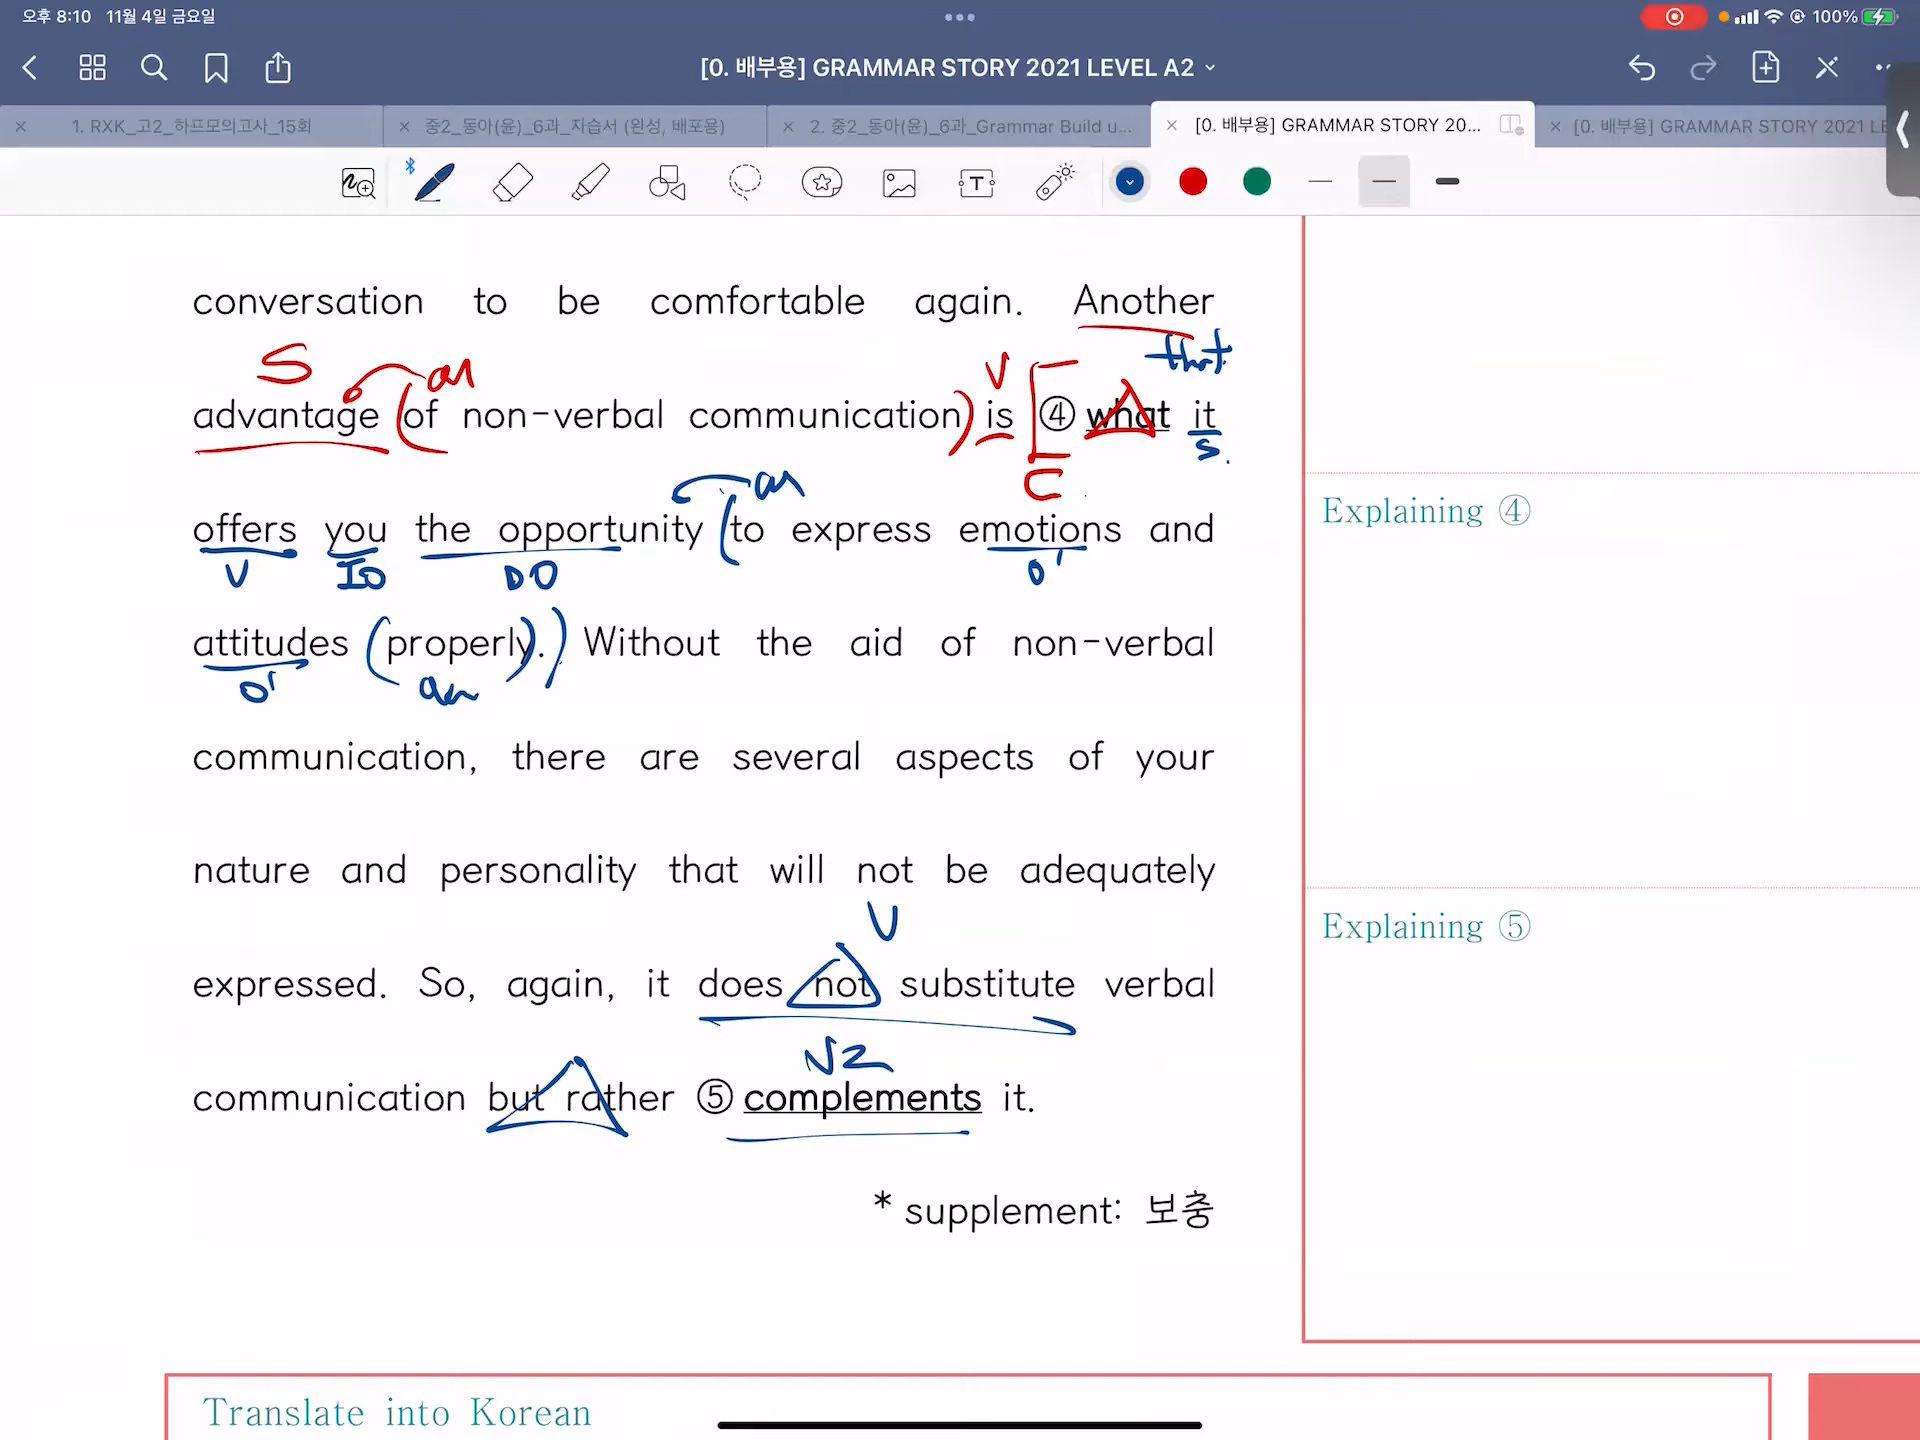 오후 8:10 11월 4일 금요일
100%
[0. 배부용] GRAMMAR STORY 2021 LEVEL A2
1. RXK_고2_하프모의고사_15회
중2_동아(윤)_6과_자습서 (완성, 배포용)
2. 중2_동아(윤)_6과_Grammar Build u...
[0. 배부용] GRAMMAR STORY 20...
[0. 배부용] GRAMMAR STORY 2021 LE
conversation to be comfortable again. Another
S V that
advantage (of non-verbal communication) is [④ what it
C S.
offers you the opportunity (to express emotions and
V IO DO O'
attitudes (properly).) Without the aid of non-verbal
O'
communication, there are several aspects of your
nature and personality that will not be adequately
V
expressed. So, again, it does not substitute verbal
V2
communication but rather ⑤ complements it.
* supplement: 보충
Explaining ④
Explaining ⑤
Translate into Korean